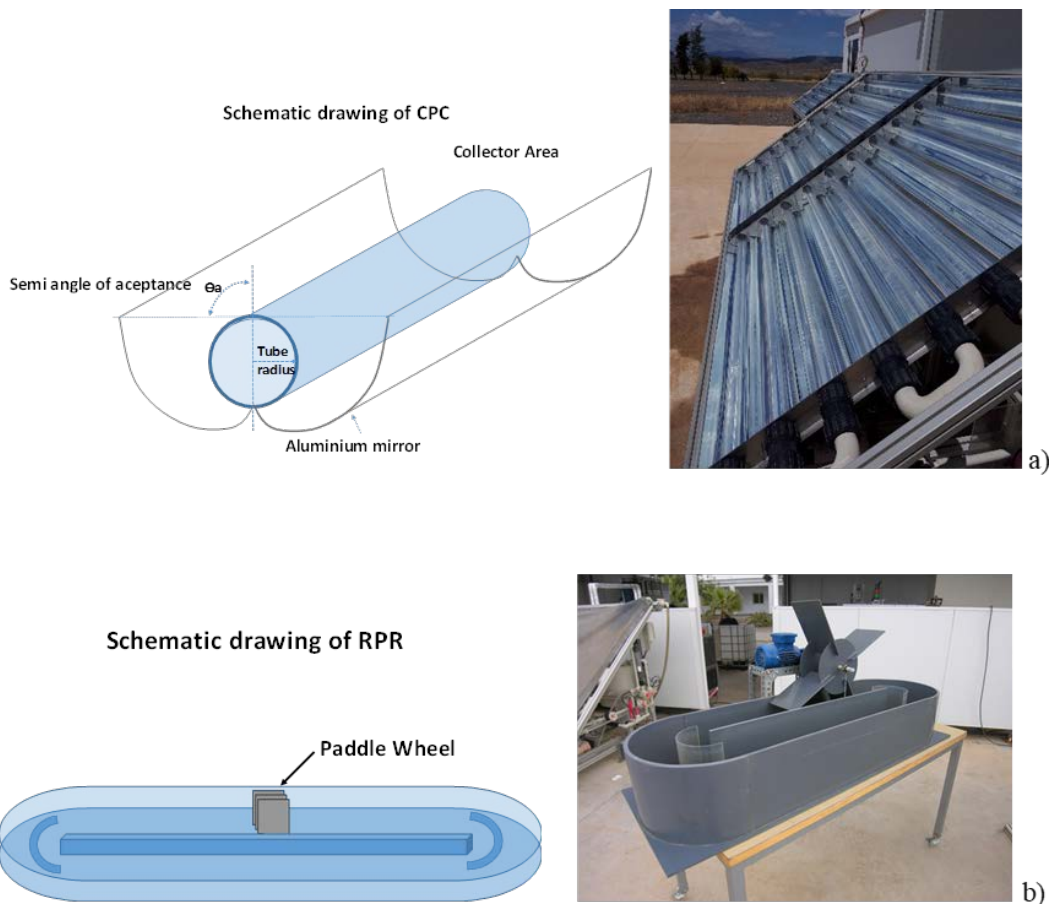 Schematic drawing of CPC
Collector Area
Semi angle of aceptance
Θa
Tube
radius
Aluminium mirror
a)
Schematic drawing of RPR
Paddle Wheel
b)